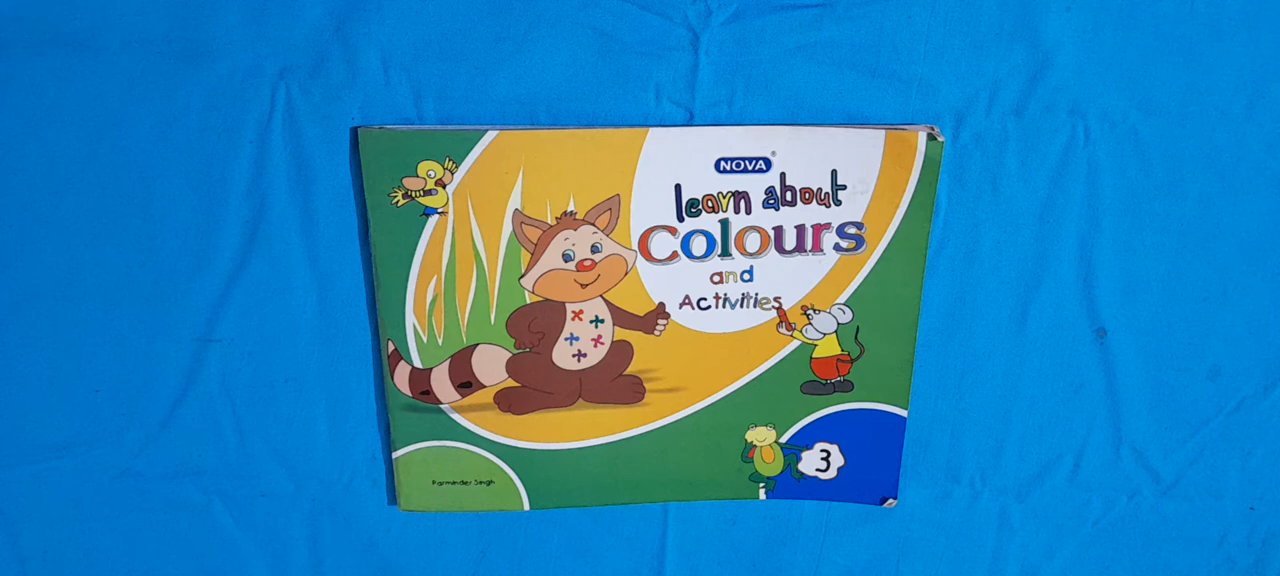 NOVA®
learn about
Colours
and
Activities
3
Parminder Singh